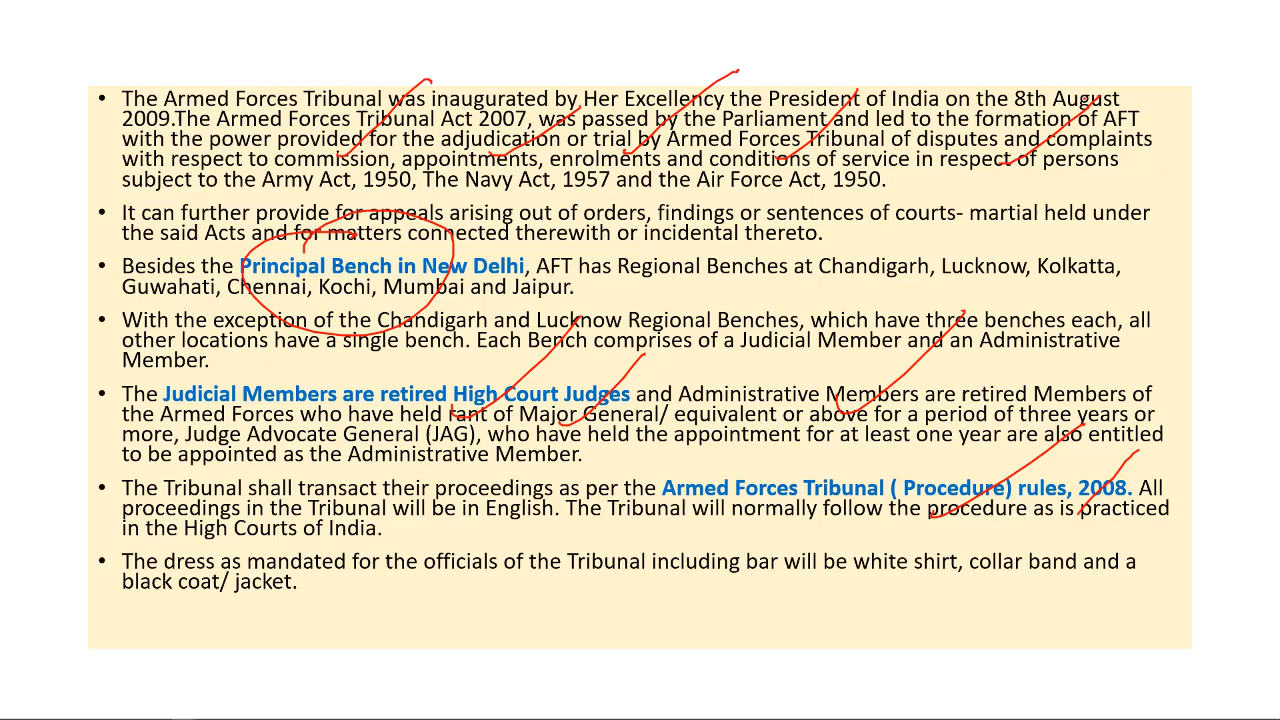 • The Armed Forces Tribunal was inaugurated by Her Excellency the President of India on the 8th August
2009.The Armed Forces Tribunal Act 2007, was passed by the Parliament and led to the formation of AFT
with the power provided for the adjudication or trial by Armed Forces Tribunal of disputes and complaints
with respect to commission, appointments, enrolments and conditions of service in respect of persons
subject to the Army Act, 1950, The Navy Act, 1957 and the Air Force Act, 1950.
• It can further provide for appeals arising out of orders, findings or sentences of courts- martial held under
the said Acts and for matters connected therewith or incidental thereto.
• Besides the Principal Bench in New Delhi, AFT has Regional Benches at Chandigarh, Lucknow, Kolkatta,
Guwahati, Chennai, Kochi, Mumbai and Jaipur.
• With the exception of the Chandigarh and Lucknow Regional Benches, which have three benches each, all
other locations have a single bench. Each Bench comprises of a Judicial Member and an Administrative
Member.
• The Judicial Members are retired High Court Judges and Administrative Members are retired Members of
the Armed Forces who have held rant of Major General/ equivalent or above for a period of three years or
more, Judge Advocate General (JAG), who have held the appointment for at least one year are also entitled
to be appointed as the Administrative Member.
• The Tribunal shall transact their proceedings as per the Armed Forces Tribunal ( Procedure) rules, 2008. All
proceedings in the Tribunal will be in English. The Tribunal will normally follow the procedure as is practiced
in the High Courts of India.
• The dress as mandated for the officials of the Tribunal including bar will be white shirt, collar band and a
black coat/ jacket.